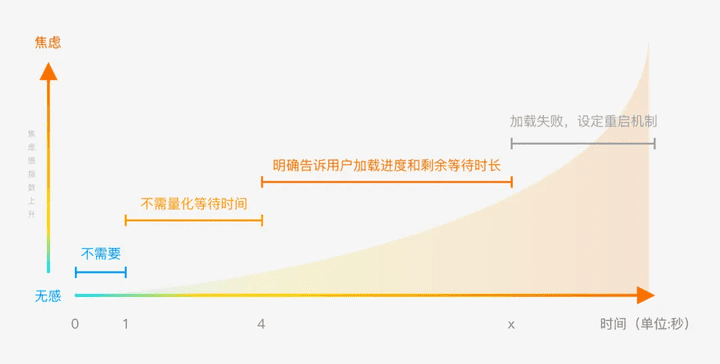 焦虑
加载失败，设定重启机制
焦虑感指数上升
明确告诉用户加载进度和剩余等待时长
不需量化等待时间
不需要
无感
0
1
4
x
时间（单位:秒）